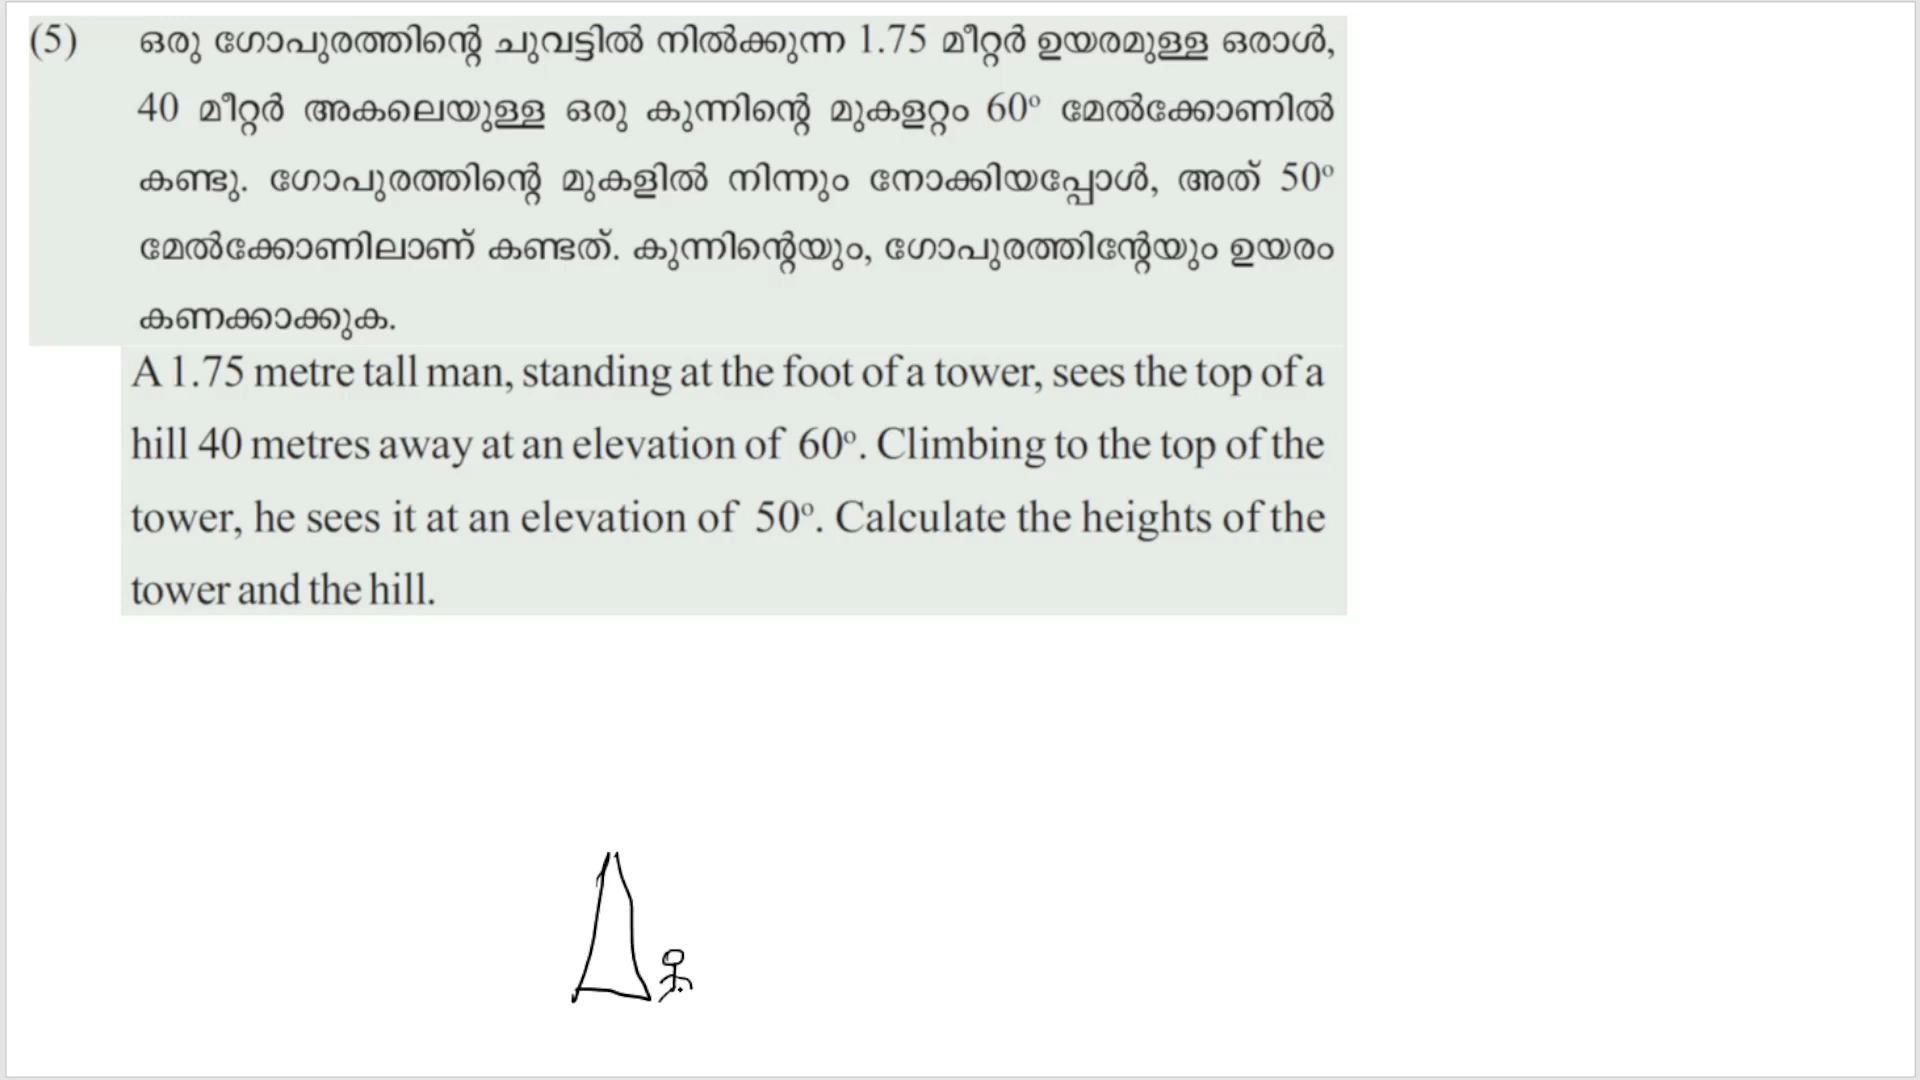 (5) ഒരു ഗോപുരത്തിന്റെ ചുവട്ടിൽ നിൽക്കുന്ന 1.75 മീറ്റർ ഉയരമുള്ള ഒരാൾ,
40 മീറ്റർ അകലെയുള്ള ഒരു കുന്നിന്റെ മുകളറ്റം 60° മേൽക്കോണിൽ
കണ്ടു. ഗോപുരത്തിന്റെ മുകളിൽ നിന്നും നോക്കിയപ്പോൾ, അത് 50°
മേൽക്കോണിലാണ് കണ്ടത്. കുന്നിന്റെയും, ഗോപുരത്തിന്റേയും ഉയരം
കണക്കാക്കുക.
A 1.75 metre tall man, standing at the foot of a tower, sees the top of a
hill 40 metres away at an elevation of 60°. Climbing to the top of the
tower, he sees it at an elevation of 50°. Calculate the heights of the
tower and the hill.